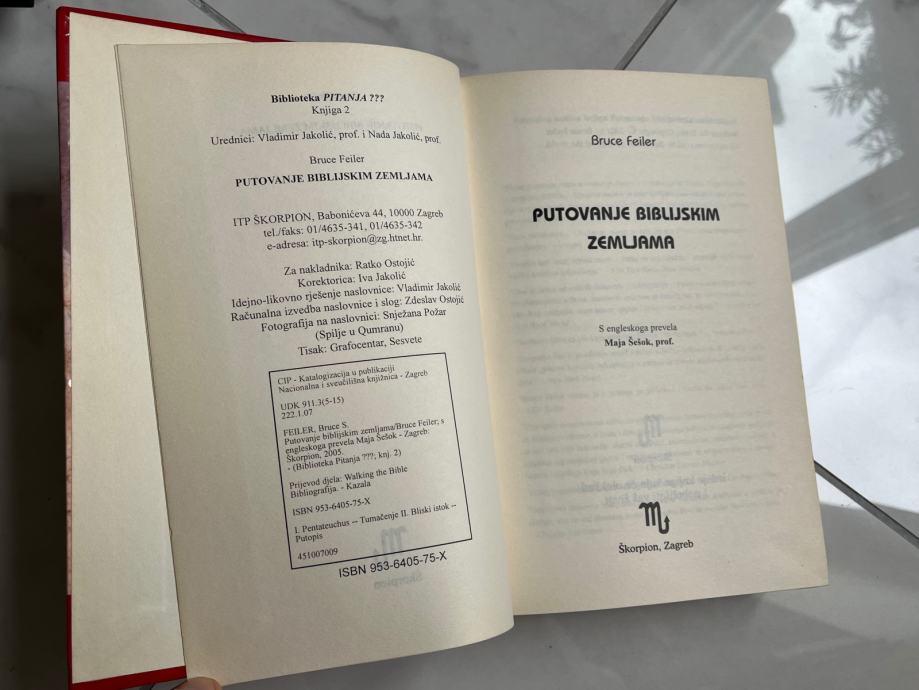 Biblioteka PITANJA ???
Knjiga 2
Urednici: Vladimir Jakolić, prof. i Nada Jakolić, prof.
Bruce Feiler
PUTOVANJE BIBLIJSKIM ZEMLJAMA
ITP ŠKORPION, Babonićeva 44, 10000 Zagreb
tel./faks: 01/4635-341, 01/4635-342
e-adresa: itp-skorpion@zg.htnet.hr.
Za nakladnika: Ratko Ostojić
Korektorica: Iva Jakolić
Idejno-likovno rješenje naslovnice: Vladimir Jakolić
Računalna izvedba naslovnice i slog: Zdeslav Ostojić
Fotografija na naslovnici: Snježana Požar
(Spilje u Qumranu)
Tisak: Grafocentar, Sesvete
CIP - Katalogizacija u publikaciji
Nacionalna i sveučilišna knjižnica - Zagreb
UDK 911.3(5-15)
222.1.07
FEILER, Bruce S.
Putovanje biblijskim zemljama/Bruce Feiler; s
engleskoga prevela Maja Šešok - Zagreb:
Škorpion, 2005.
- (Biblioteka Pitanja ???; knj. 2)
Prijevod djela: Walking the Bible
Bibliografija. - Kazala
ISBN 953-6405-75-X
1. Pentateuchus -- Tumačenje II. Bliski istok --
Putopis
451007009
ISBN 953-6405-75-X
Bruce Feiler
PUTOVANJE BIBLIJSKIM
ZEMLJAMA
S engleskoga prevela
Maja Šešok, prof.
Škorpion, Zagreb